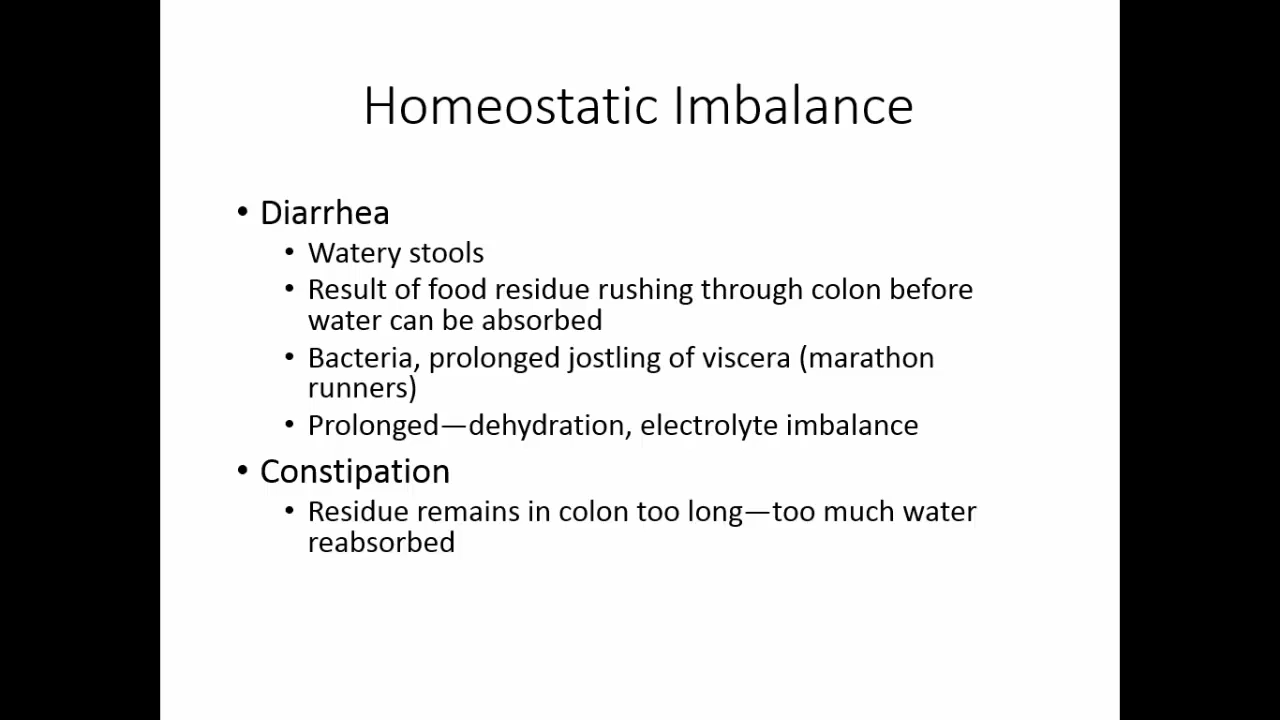 Homeostatic Imbalance
• Diarrhea
• Watery stools
• Result of food residue rushing through colon before
water can be absorbed
• Bacteria, prolonged jostling of viscera (marathon
runners)
• Prolonged—dehydration, electrolyte imbalance
• Constipation
• Residue remains in colon too long—too much water
reabsorbed